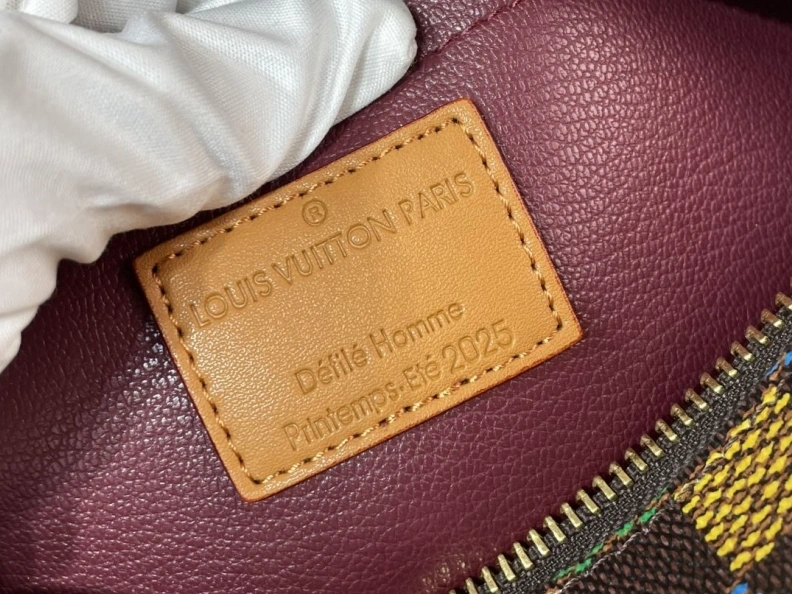 ®
LOUIS VUITTON PARIS
Défilé Homme
Printemps-Eté 2025